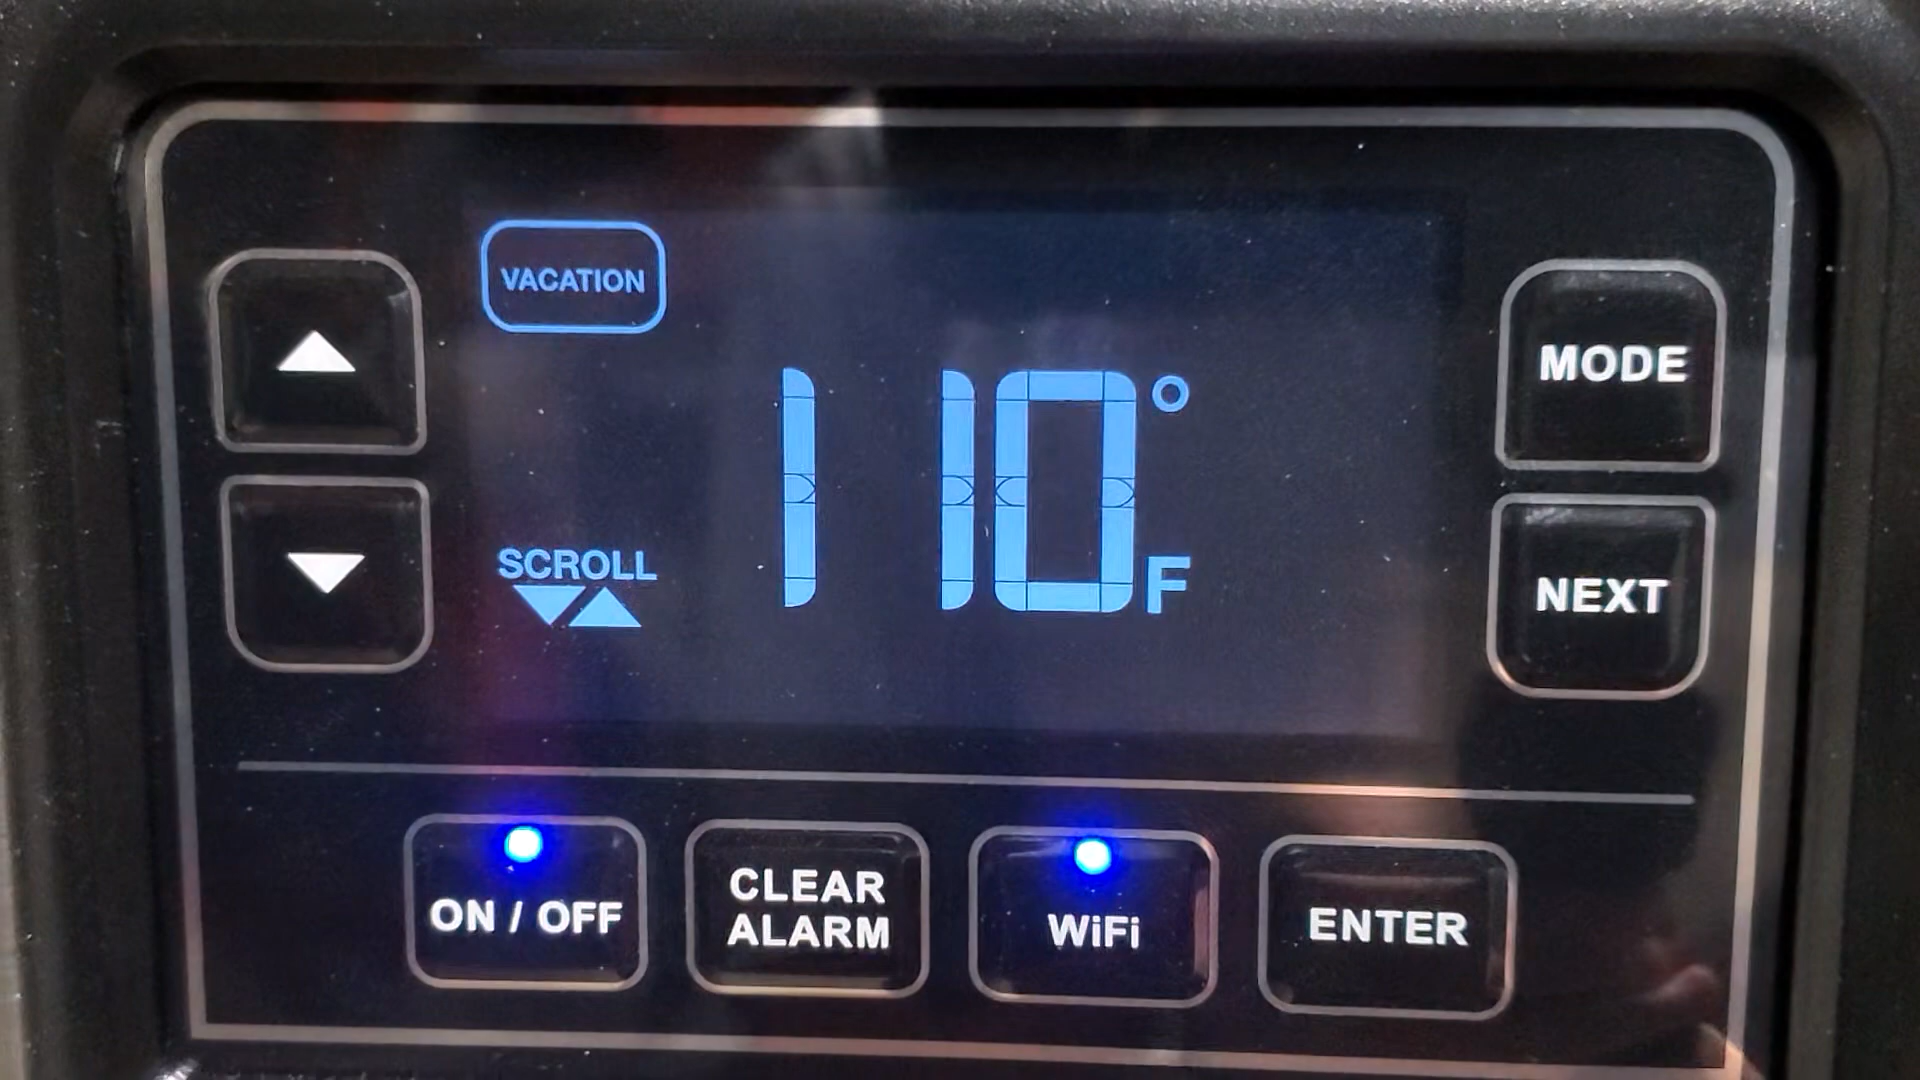 VACATION
110°F
SCROLL
MODE
NEXT
ON / OFF
CLEAR
ALARM
WiFi
ENTER